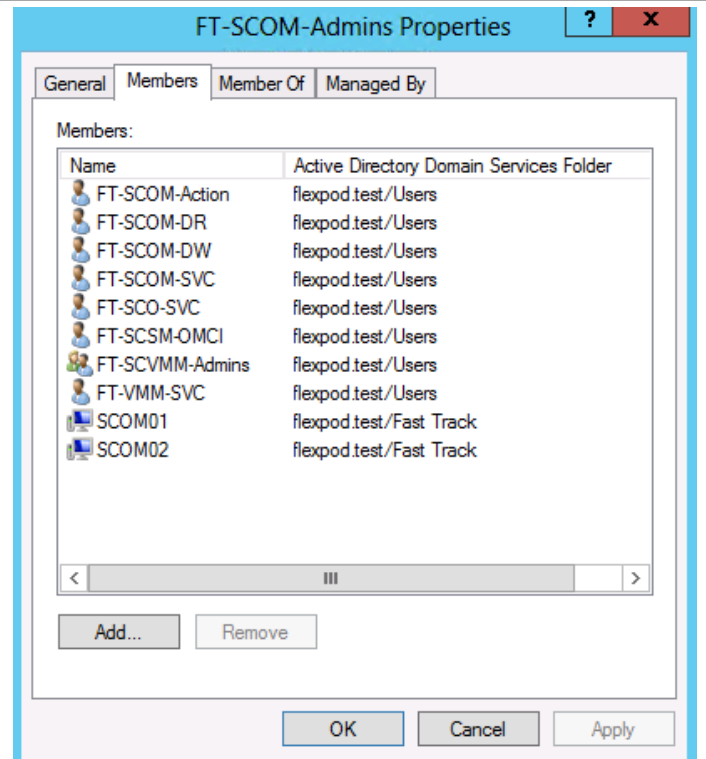 FT-SCOM-Admins Properties ? x
General Members Member Of Managed By
Members:
Name Active Directory Domain Services Folder
FT-SCOM-Action flexpod.test/Users
FT-SCOM-DR flexpod.test/Users
FT-SCOM-DW flexpod.test/Users
FT-SCOM-SVC flexpod.test/Users
FT-SCO-SVC flexpod.test/Users
FT-SCSM-OMCI flexpod.test/Users
FT-SCVMM-Admins flexpod.test/Users
FT-VMM-SVC flexpod.test/Users
SCOM01 flexpod.test/Fast Track
SCOM02 flexpod.test/Fast Track
Add... Remove
OK Cancel Apply